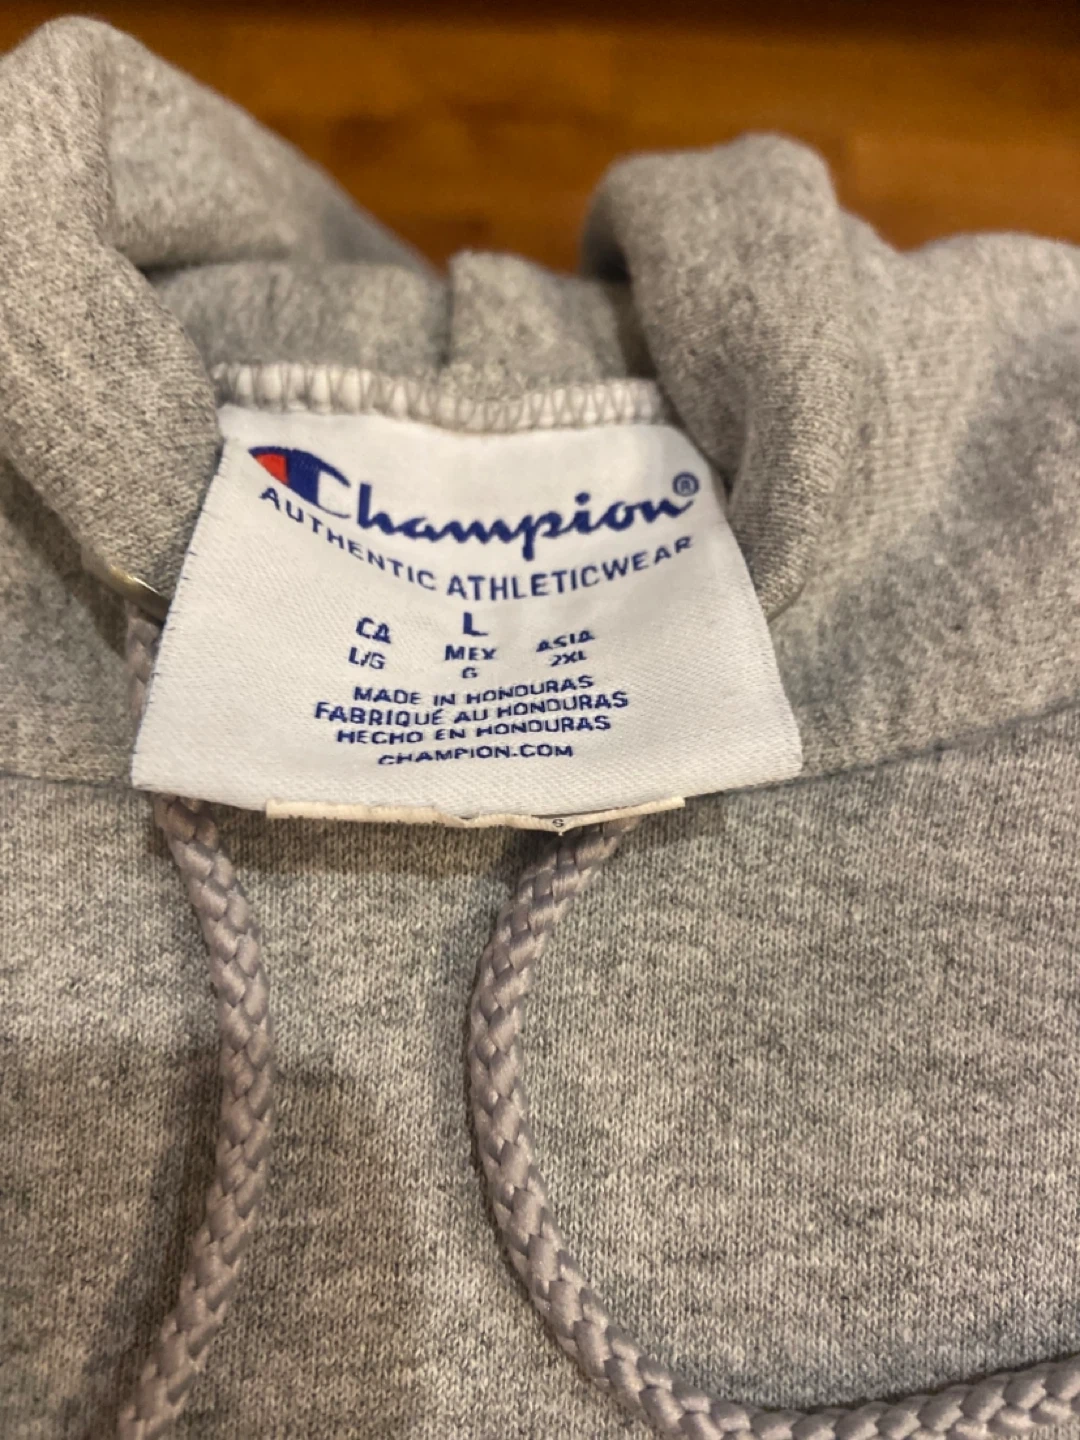 Champion®
AUTHENTIC ATHLETICWEAR
L
CA MEX ASIA
L/G G 2XL
MADE IN HONDURAS
FABRIQUÉ AU HONDURAS
HECHO EN HONDURAS
CHAMPION.COM